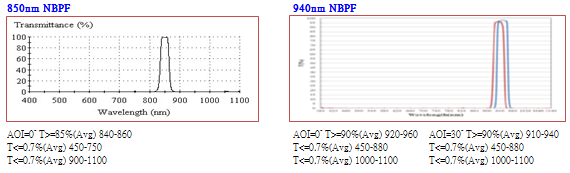 850nm NBPF
Transmittance (%)
100
80
60
40
20
0
400 500 600 700 800 900 1000 1100
Wavelength (nm)
AOI=0° T>=85%(Avg) 840-860
T<=0.7%(Avg) 450-750
T<=0.7%(Avg) 900-1100
940nm NBPF
AOI=0° T>=90%(Avg) 920-960
T<=0.7%(Avg) 450-880
T<=0.7%(Avg) 1000-1100
AOI=30° T>=90%(Avg) 910-940
T<=0.7%(Avg) 450-880
T<=0.7%(Avg) 1000-1100